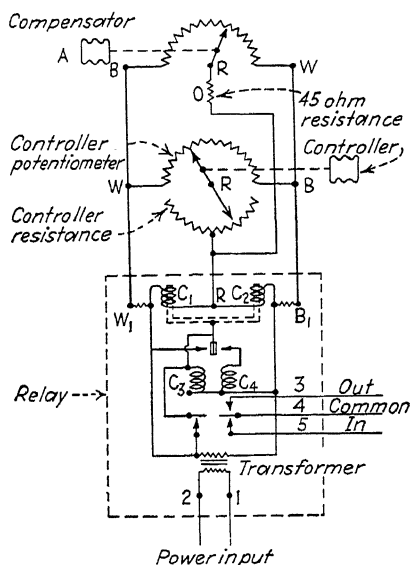 Compensator
A
B
R
W
O
45 ohm
resistance
Controller
potentiometer
Controller
W
R
B
Controller
resistance
R
W1
C1
C2
B1
Relay
C3
C4
3 Out
4 Common
5 In
Transformer
2
1
Power input